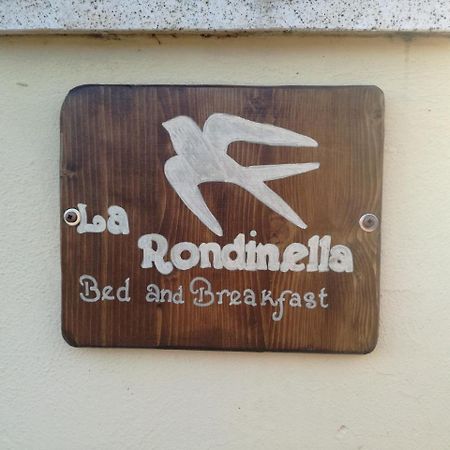 La
Rondinella
Bed and Breakfast